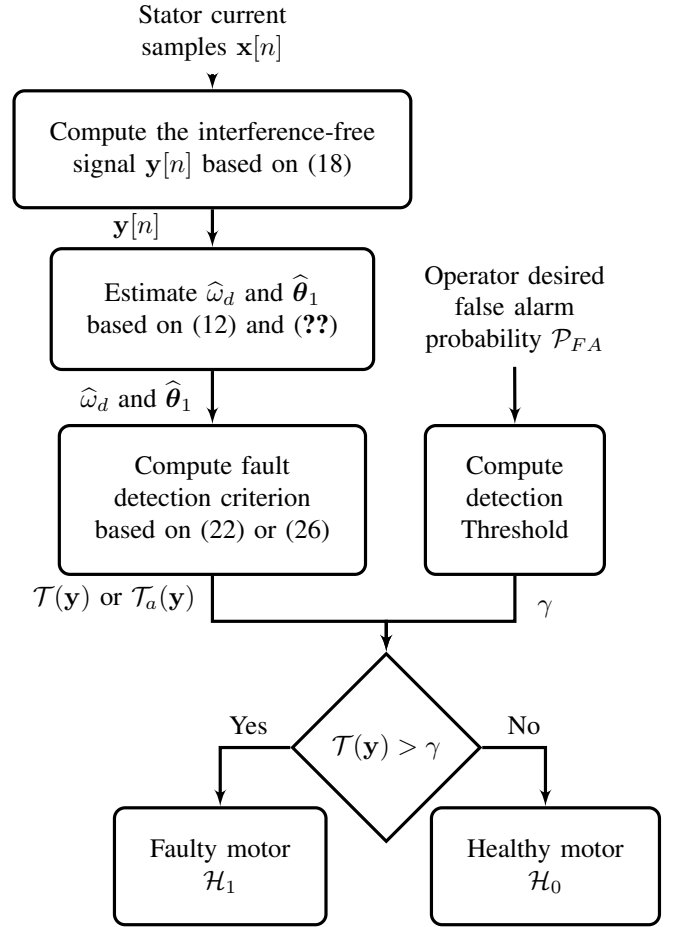 Stator current
samples x[n]
Compute the interference-free
signal y[n] based on (18)
y[n]
Estimate ω̂_d and θ̂_1
based on (12) and (??)
Operator desired
false alarm
probability 𝒫_FA
ω̂_d and θ̂_1
Compute fault
detection criterion
based on (22) or (26)
Compute
detection
Threshold
𝒯(y) or 𝒯_a(y)
γ
Yes
No
𝒯(y) > γ
Faulty motor
ℋ_1
Healthy motor
ℋ_0